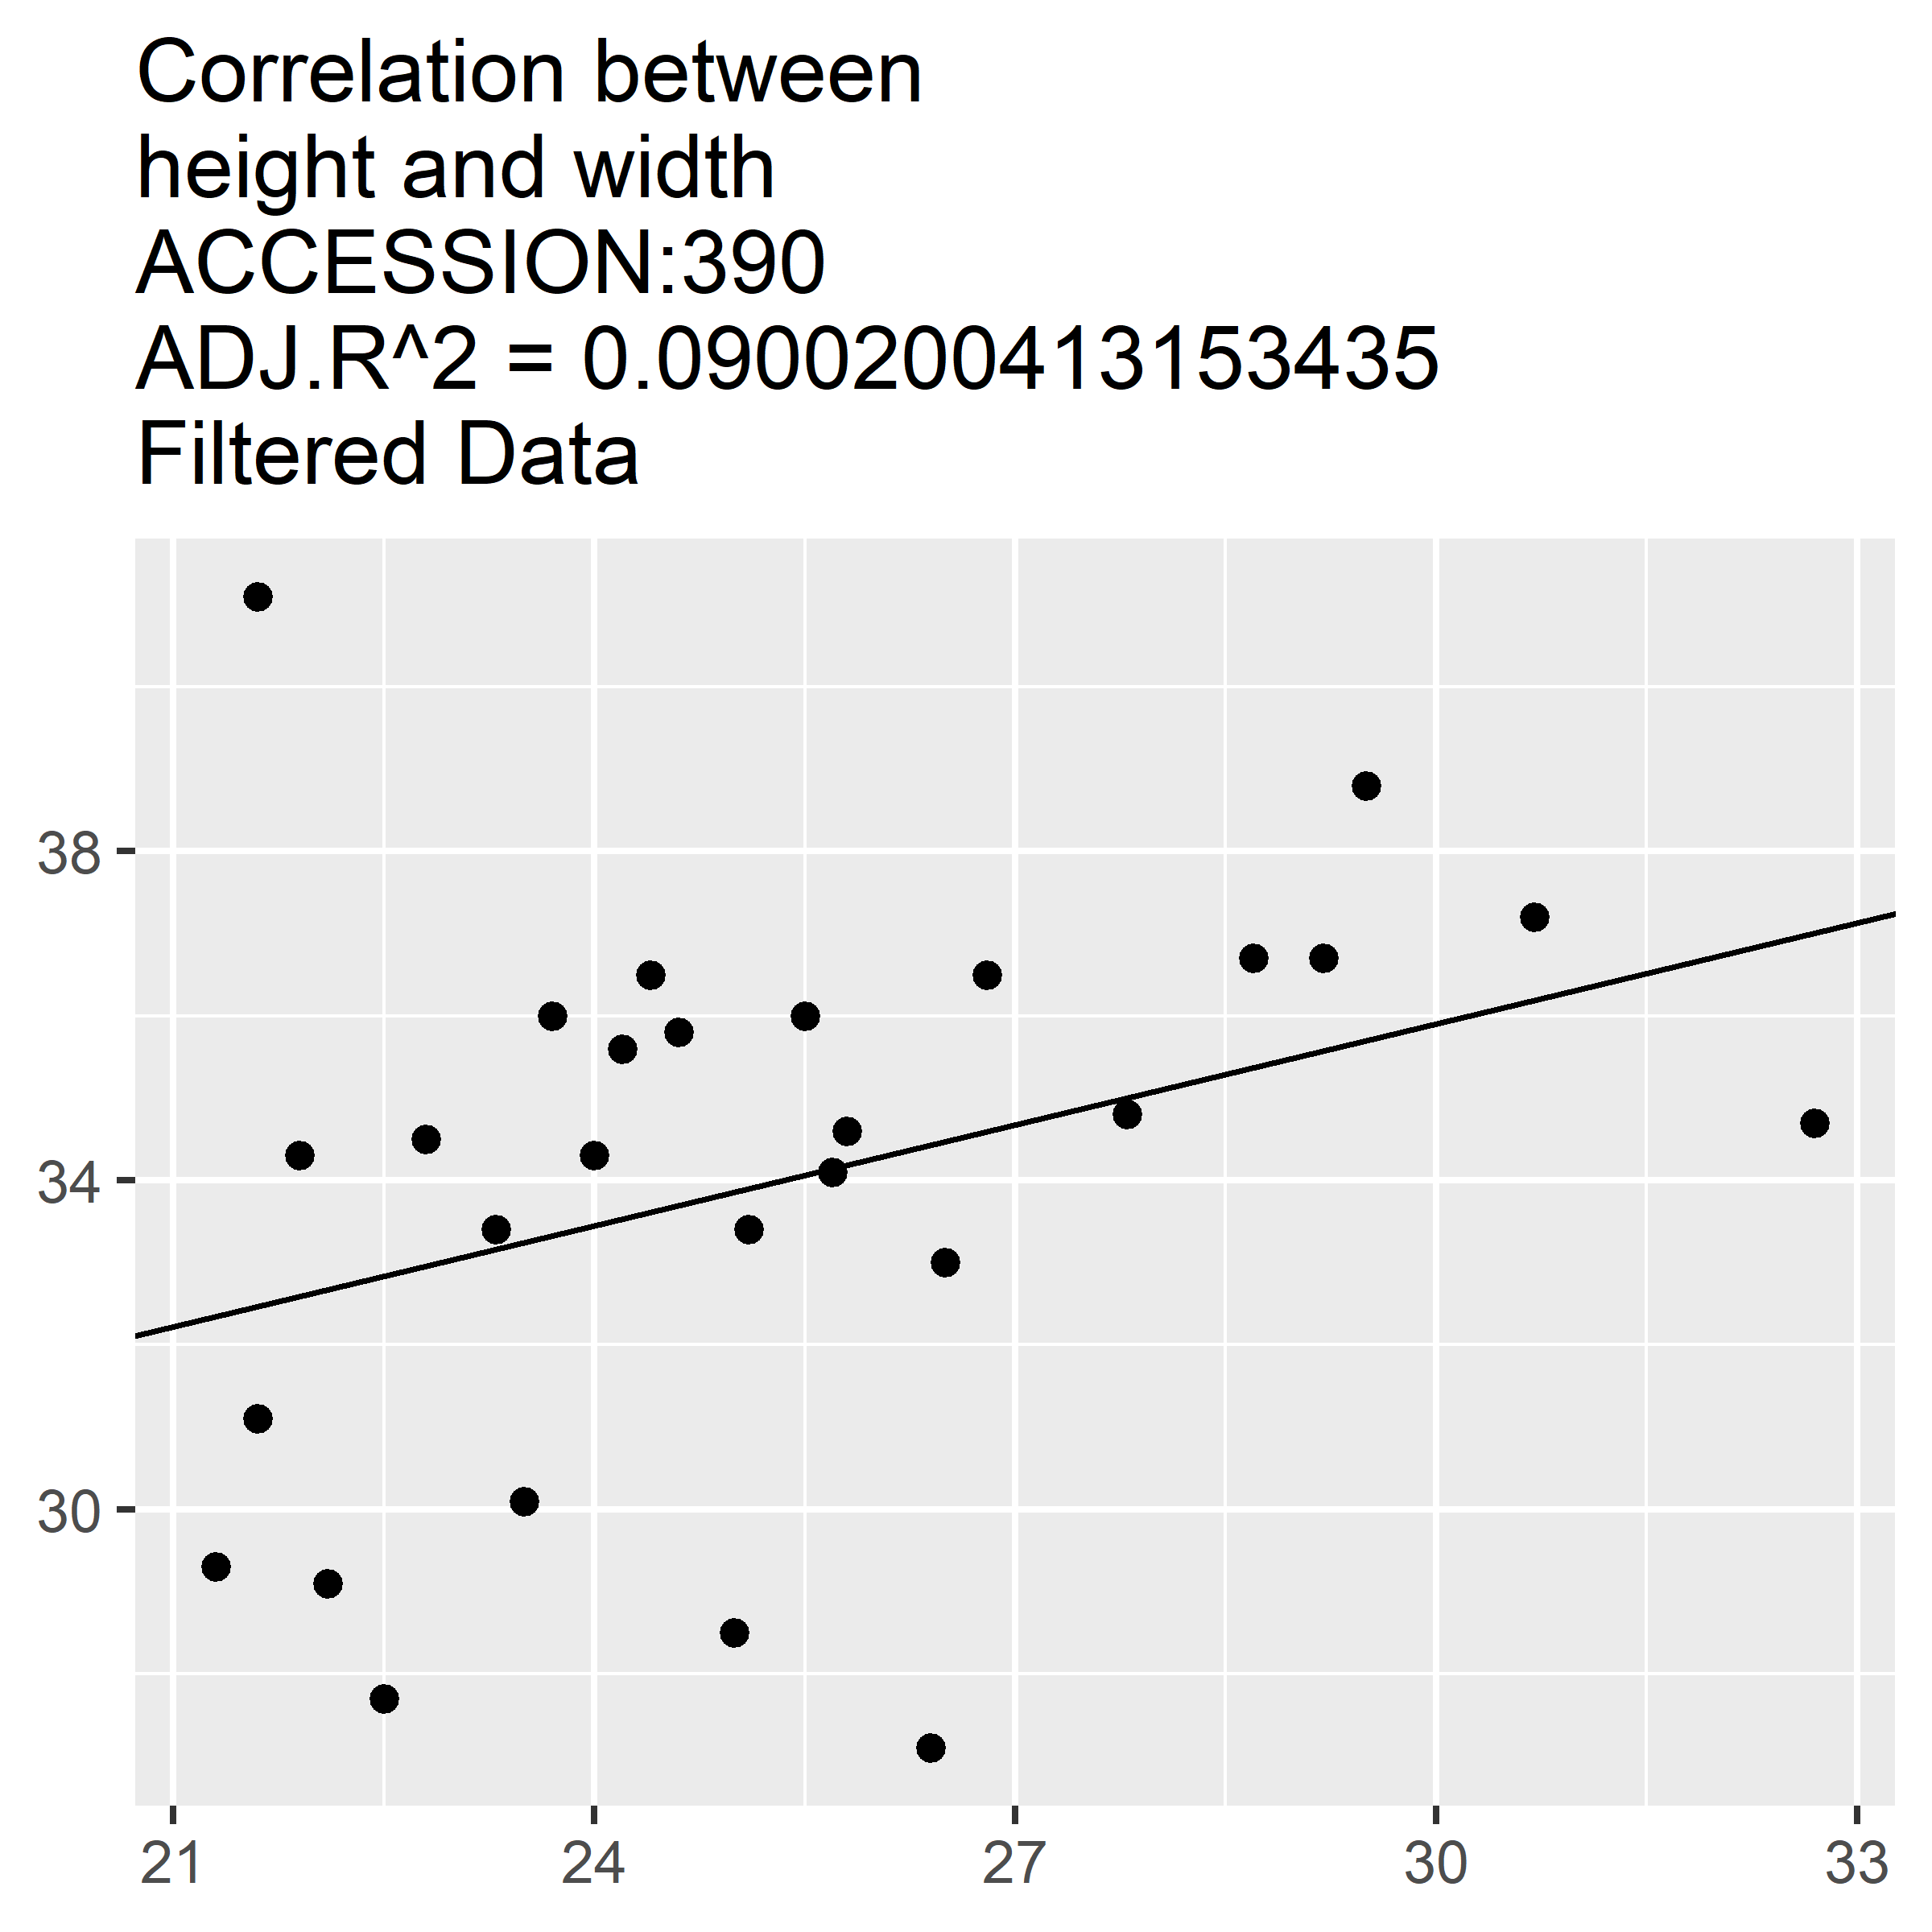 Correlation between
height and width
ACCESSION:390
ADJ.R^2 = 0.0900200413153435
Filtered Data
38
34
30
21 24 27 30 33